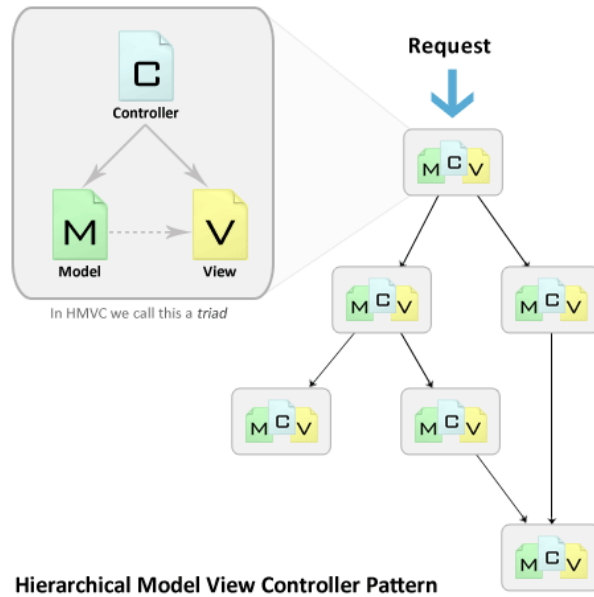 C
Controller
M
Model
V
View
In HMVC we call this a triad
Request
M C V
M C V
M C V
M C V
M C V
M C V
Hierarchical Model View Controller Pattern